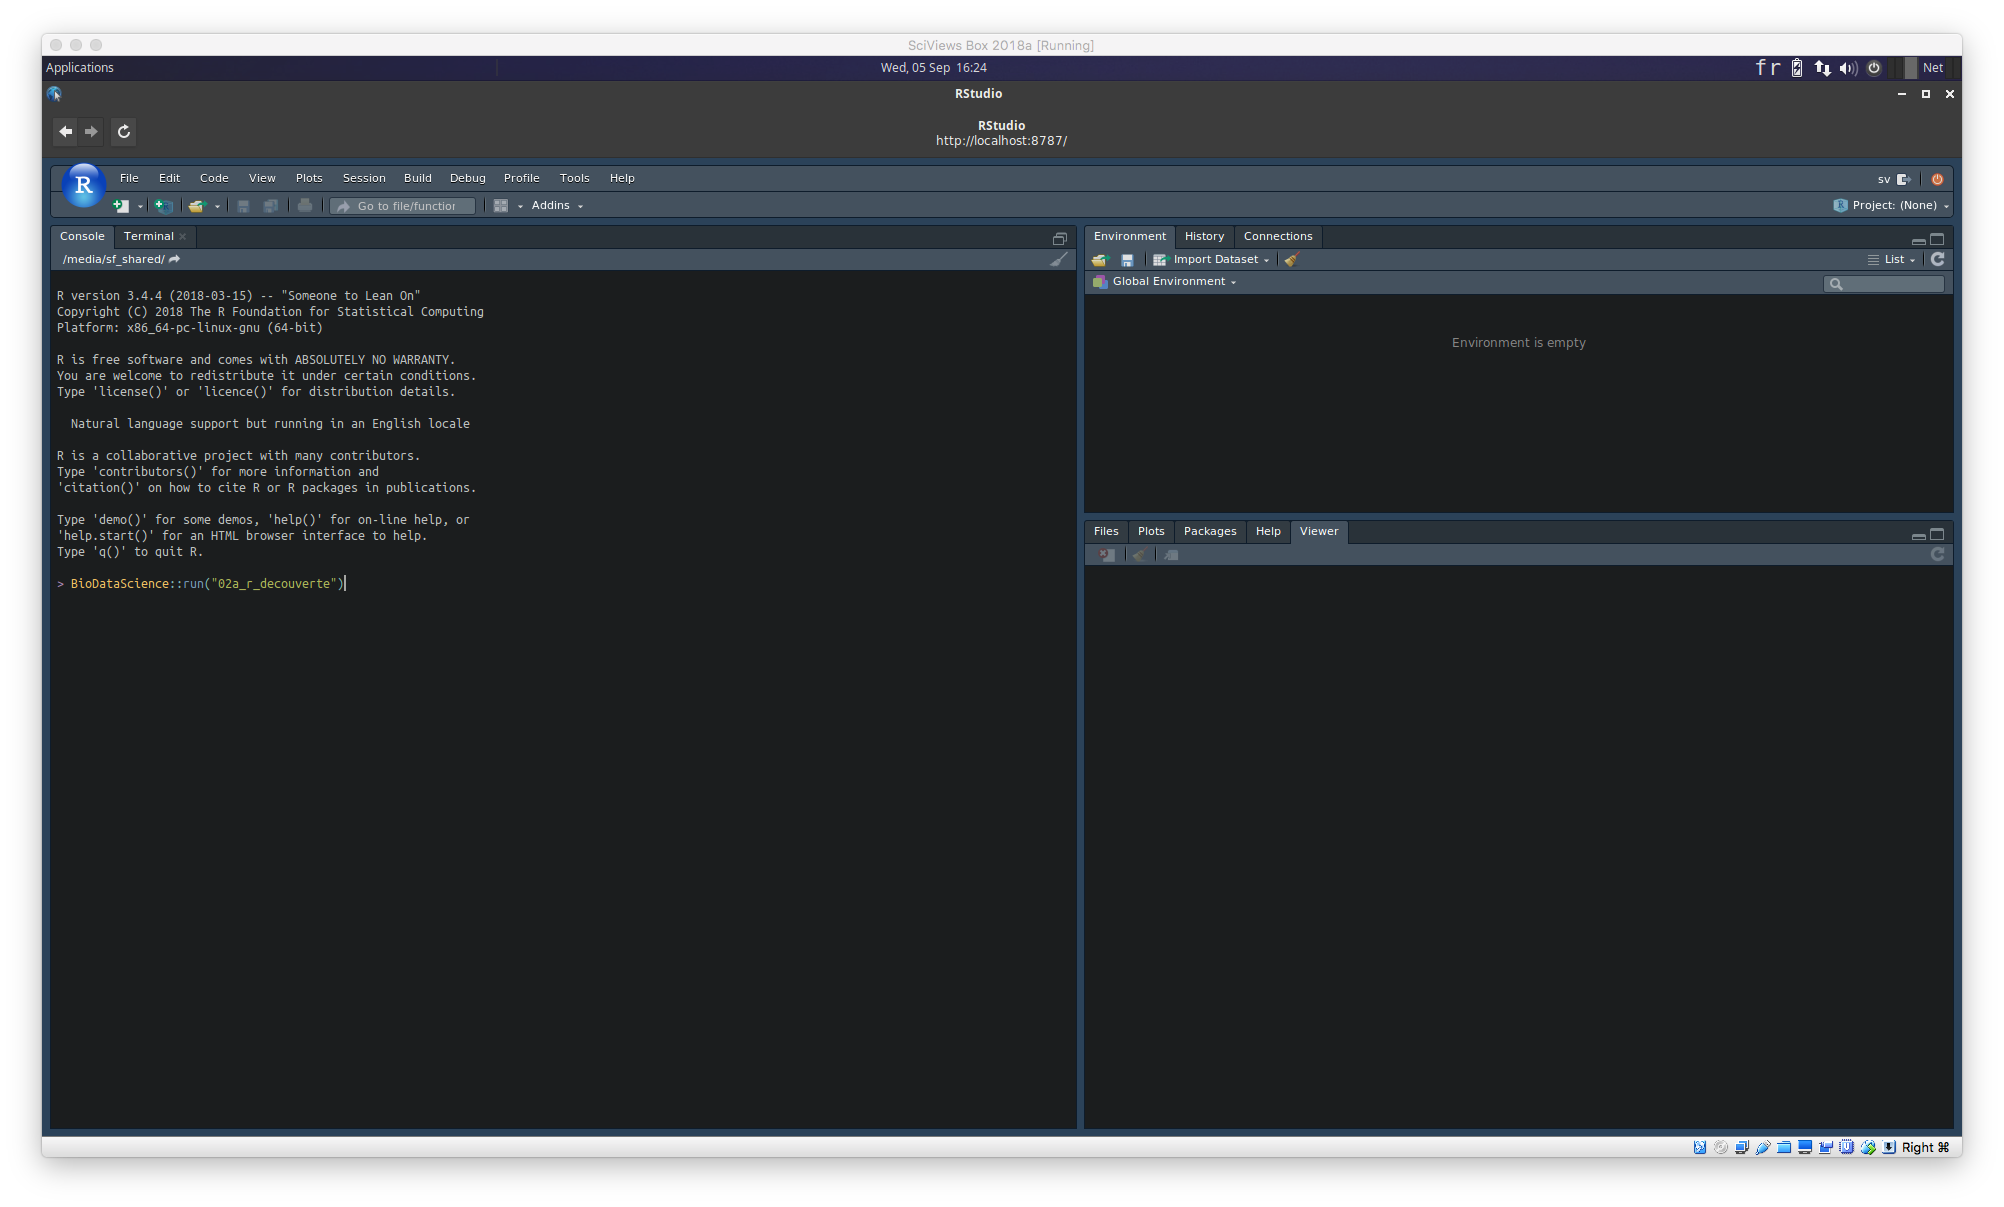 SciViews Box 2018a [Running]
Applications
Wed, 05 Sep 16:24
fr
Net
RStudio
RStudio
http://localhost:8787/
R
File Edit Code View Plots Session Build Debug Profile Tools Help
sv
Go to file/function
Addins
R Project: (None)
Console Terminal
/media/sf_shared/
R version 3.4.4 (2018-03-15) -- "Someone to Lean On"
Copyright (C) 2018 The R Foundation for Statistical Computing
Platform: x86_64-pc-linux-gnu (64-bit)
R is free software and comes with ABSOLUTELY NO WARRANTY.
You are welcome to redistribute it under certain conditions.
Type 'license()' or 'licence()' for distribution details.
Natural language support but running in an English locale
R is a collaborative project with many contributors.
Type 'contributors()' for more information and
'citation()' on how to cite R or R packages in publications.
Type 'demo()' for some demos, 'help()' for on-line help, or
'help.start()' for an HTML browser interface to help.
Type 'q()' to quit R.
> BioDataScience::run("02a_r_decouverte")
Environment History Connections
Import Dataset
List
Global Environment
Environment is empty
Files Plots Packages Help Viewer
Right ⌘